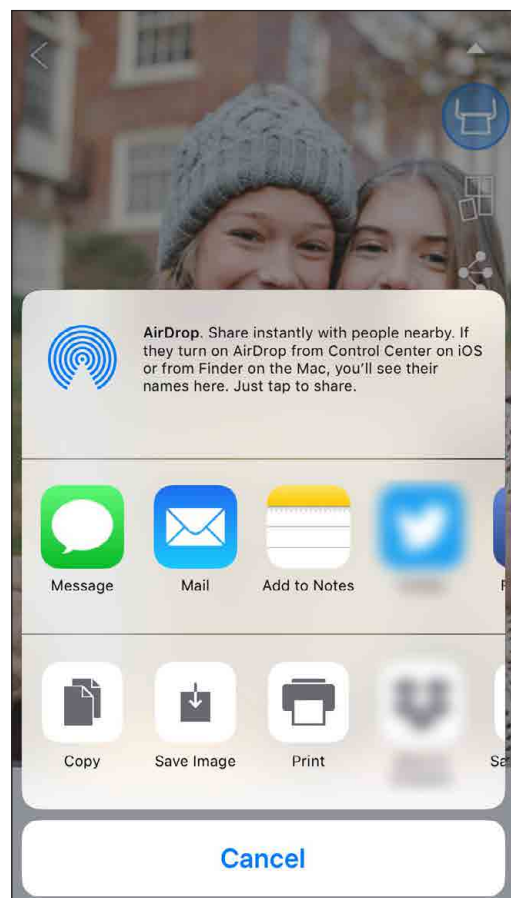 AirDrop. Share instantly with people nearby. If
they turn on AirDrop from Control Center on iOS
or from Finder on the Mac, you'll see their
names here. Just tap to share.
Message Mail Add to Notes
Copy Save Image Print
Cancel